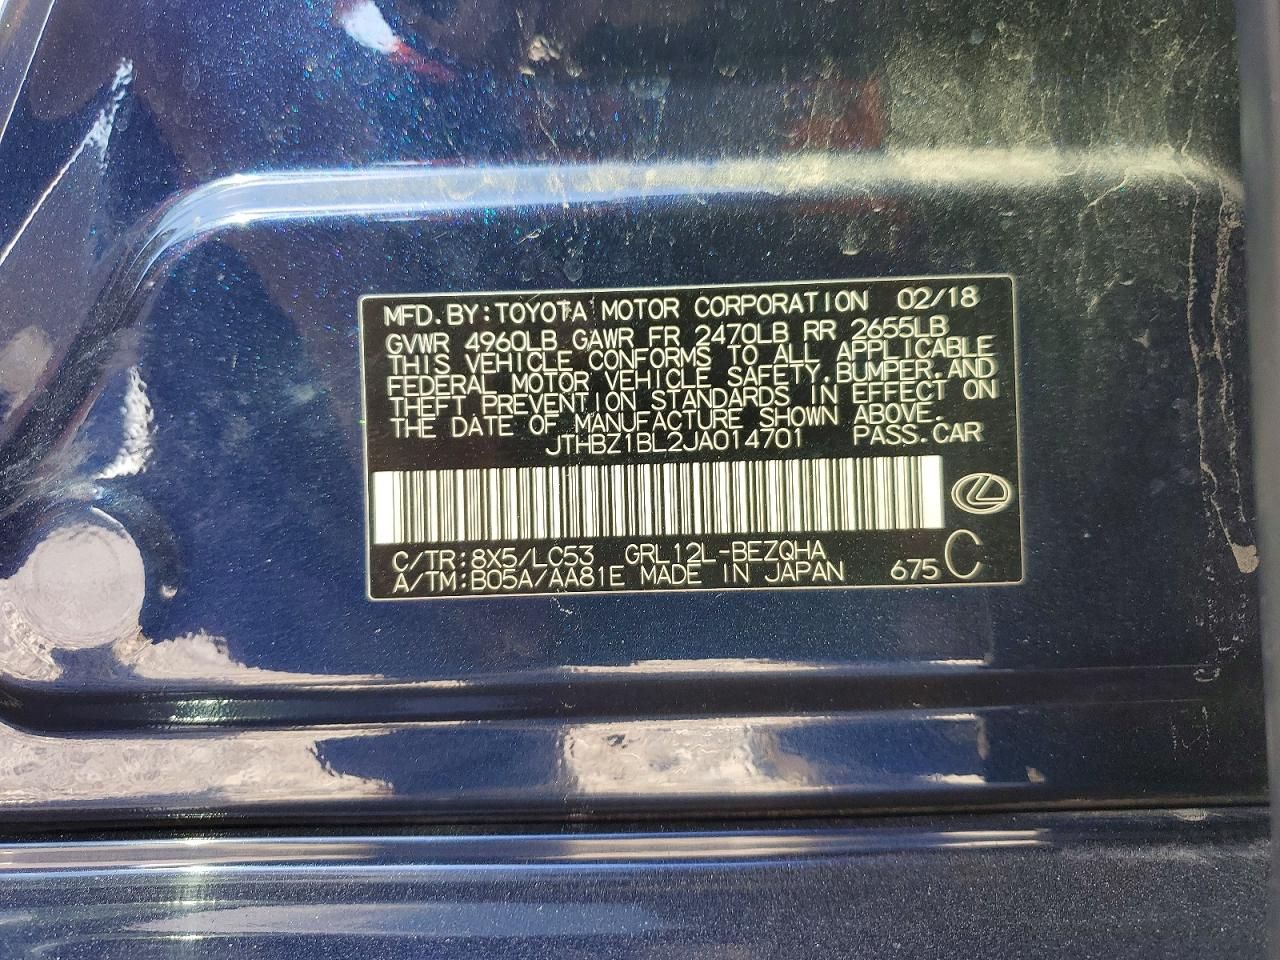 MFD. BY: TOYOTA MOTOR CORPORATION 02/18
GVWR 4960LB GAWR FR 2470LB RR 2655LB
THIS VEHICLE CONFORMS TO ALL APPLICABLE
FEDERAL MOTOR VEHICLE SAFETY, BUMPER, AND
THEFT PREVENTION STANDARDS IN EFFECT ON
THE DATE OF MANUFACTURE SHOWN ABOVE.
JTHBZ1BL2JA014701 PASS. CAR
C/TR: 8X5/LC53 GRL12L-BEZQHA
A/TM: B05A/AA81E MADE IN JAPAN 675 C